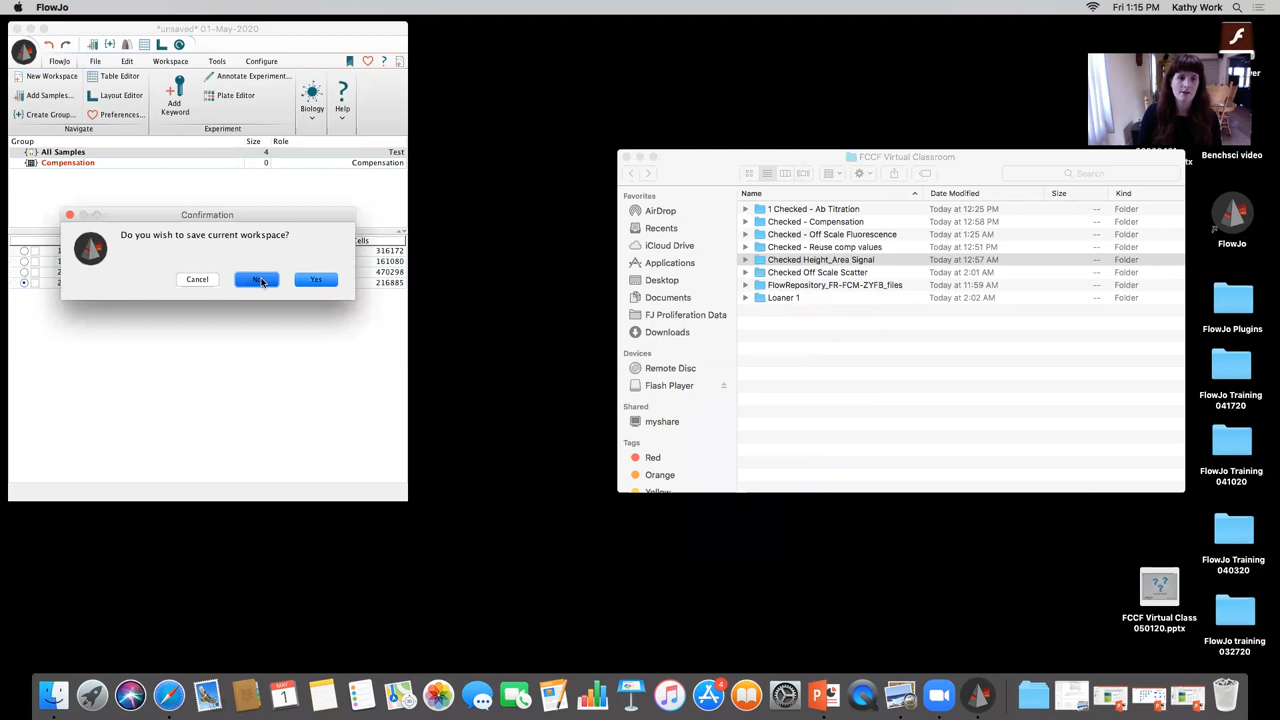 FlowJo
Fri 1:15 PM Kathy Work
*unsaved* 01-May-2020
FlowJo File Edit Workspace Tools Configure
New Workspace
Table Editor
Annotate Experiment...
Add Samples...
Layout Editor
Add
Keyword
Plate Editor
Create Group...
Preferences...
Biology
Help
Navigate
Experiment
Group Size Role
All Samples 4 Test
Compensation 0 Compensation
Confirmation
Do you wish to save current workspace?
Cancel
Yes
Cells
316172
161080
470298
216885
FCCF Virtual Classroom
Search
Favorites
AirDrop
Recents
iCloud Drive
Applications
Desktop
Documents
FJ Proliferation Data
Downloads
Devices
Remote Disc
Flash Player
Shared
myshare
Tags
Red
Orange
Yellow
Name Date Modified Size Kind
1 Checked - Ab Titration Today at 12:25 PM -- Folder
Checked - Compensation Today at 12:58 PM -- Folder
Checked - Off Scale Fluorescence Today at 1:25 AM -- Folder
Checked - Reuse comp values Today at 12:51 PM -- Folder
Checked Height_Area Signal Today at 12:57 AM -- Folder
Checked Off Scale Scatter Today at 2:01 AM -- Folder
FlowRepository_FR-FCM-ZYFB_files Today at 11:59 AM -- Folder
Loaner 1 Today at 2:02 AM -- Folder
Benchsci video
FlowJo
FlowJo Plugins
FlowJo Training
041720
FlowJo Training
041020
FlowJo Training
040320
FCCF Virtual Class
050120.pptx
FlowJo training
032720
MAY
1
4